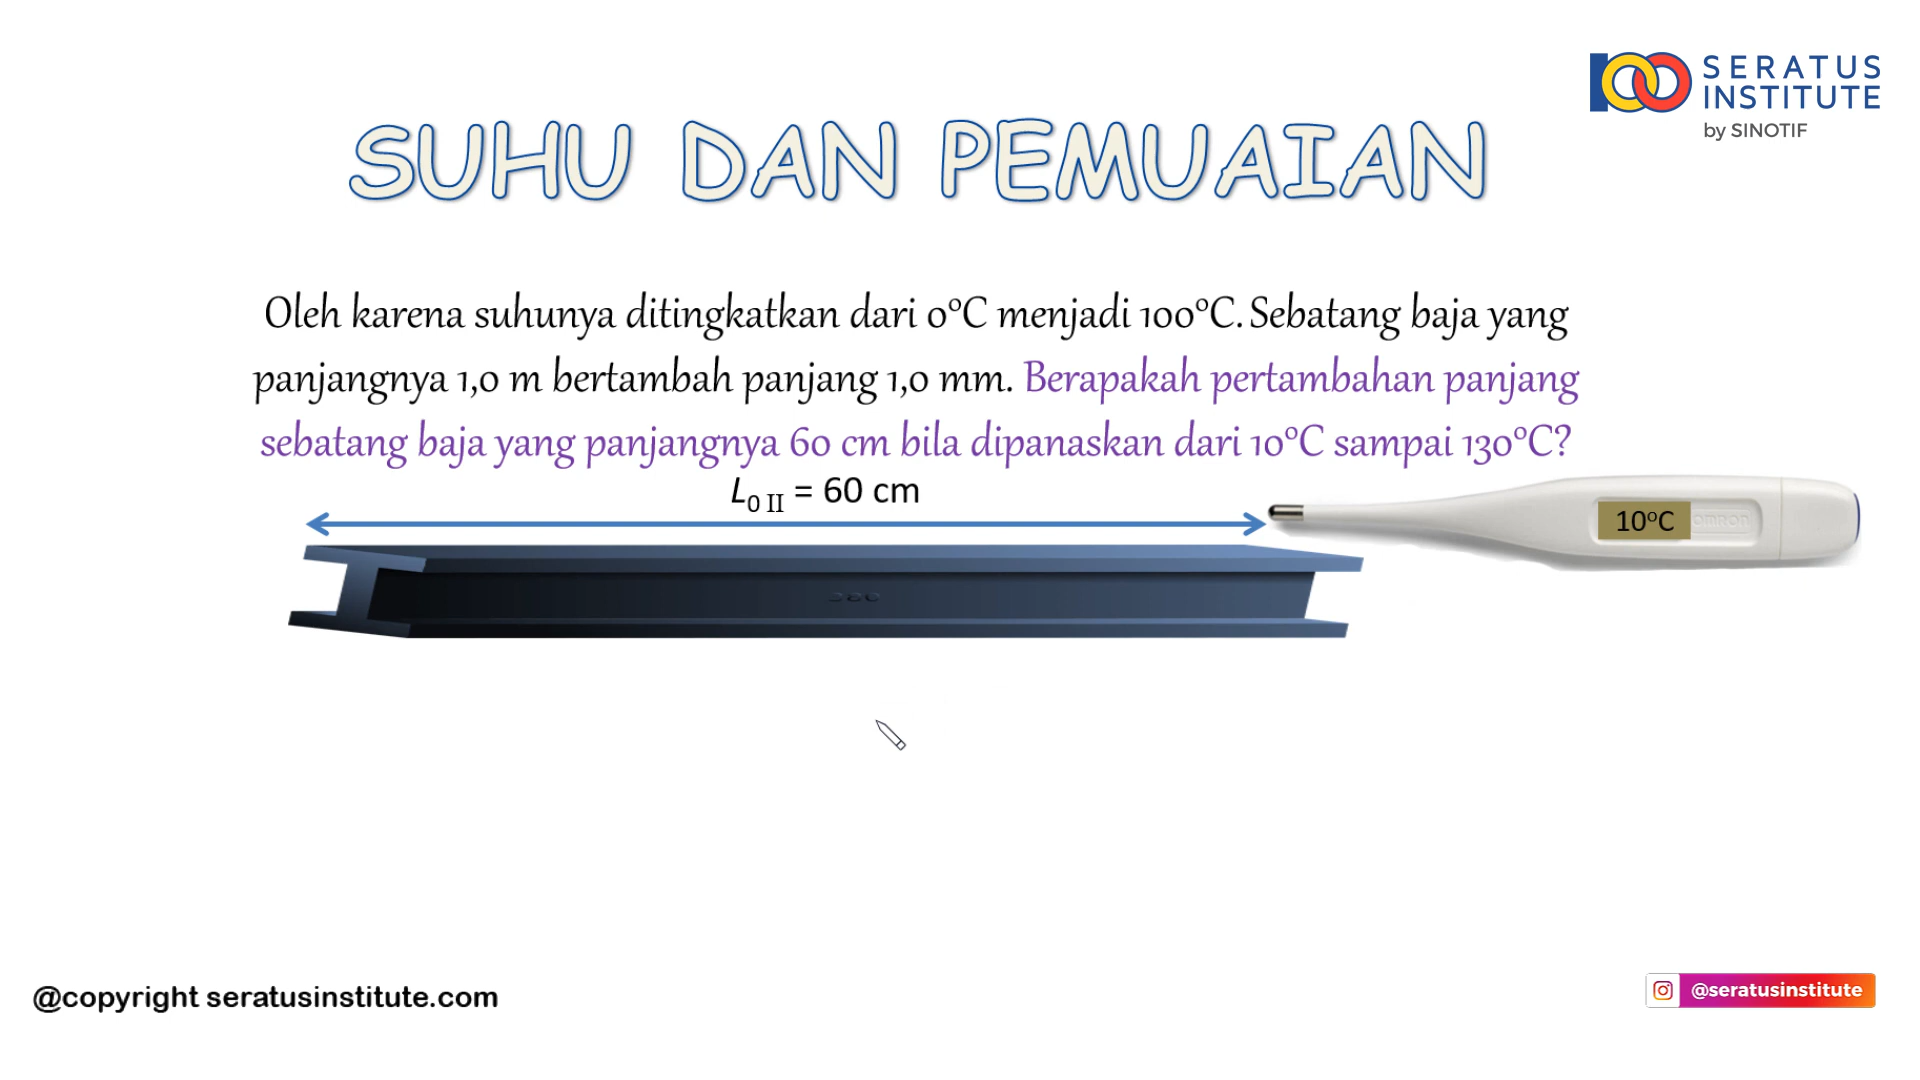 SERATUS
INSTITUTE
by SINOTIF
SUHU DAN PEMUAIAN
Oleh karena suhunya ditingkatkan dari 0°C menjadi 100°C. Sebatang baja yang
panjangnya 1,0 m bertambah panjang 1,0 mm. Berapakah pertambahan panjang
sebatang baja yang panjangnya 60 cm bila dipanaskan dari 10°C sampai 130°C?
L0 II = 60 cm
10°C
omron
@copyright seratusinstitute.com
@seratusinstitute